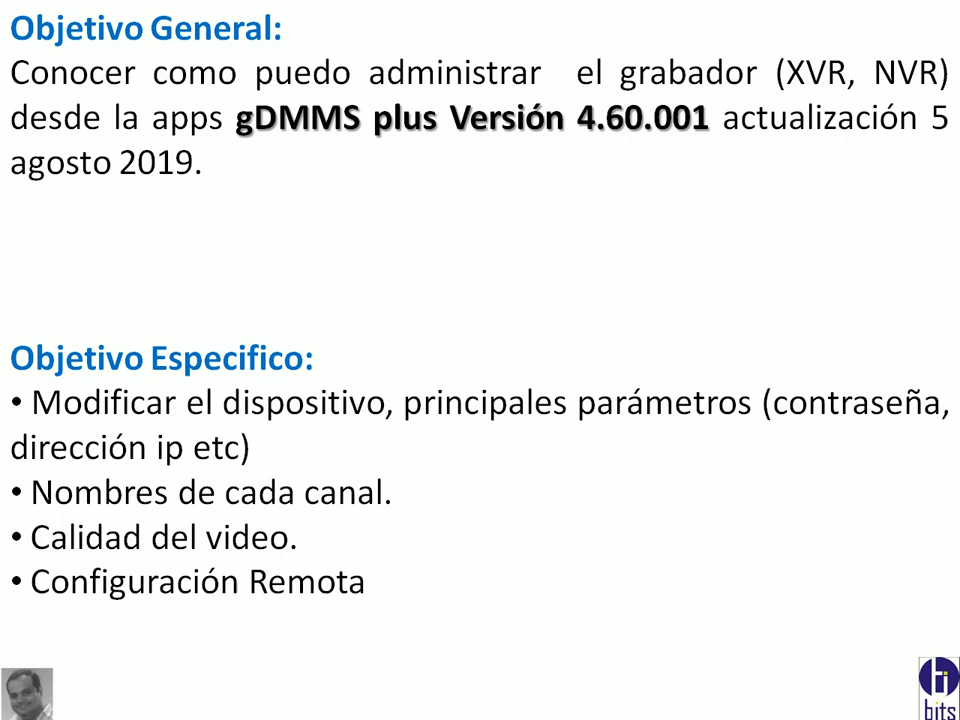 Objetivo General:
Conocer como puedo administrar el grabador (XVR, NVR)
desde la apps gDMMS plus Versión 4.60.001 actualización 5
agosto 2019.
Objetivo Especifico:
• Modificar el dispositivo, principales parámetros (contraseña,
dirección ip etc)
• Nombres de cada canal.
• Calidad del video.
• Configuración Remota
bits